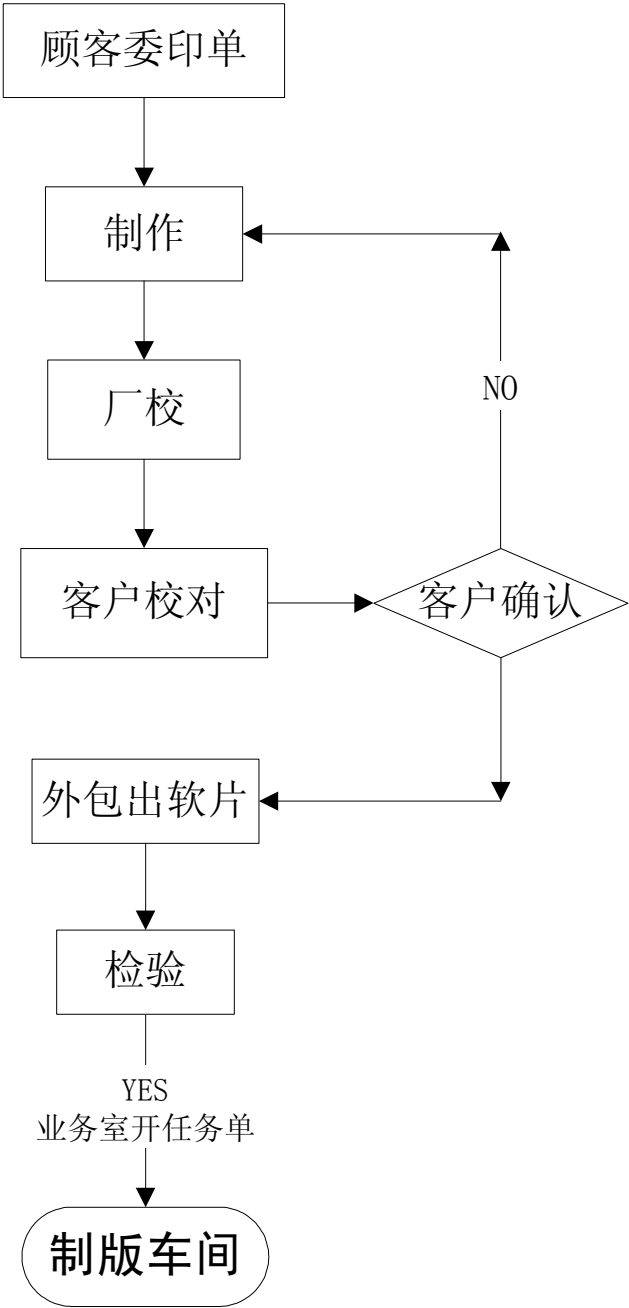 顾客委印单
制作
厂校
NO
客户校对
客户确认
外包出软片
检验
YES
业务室开任务单
制版车间